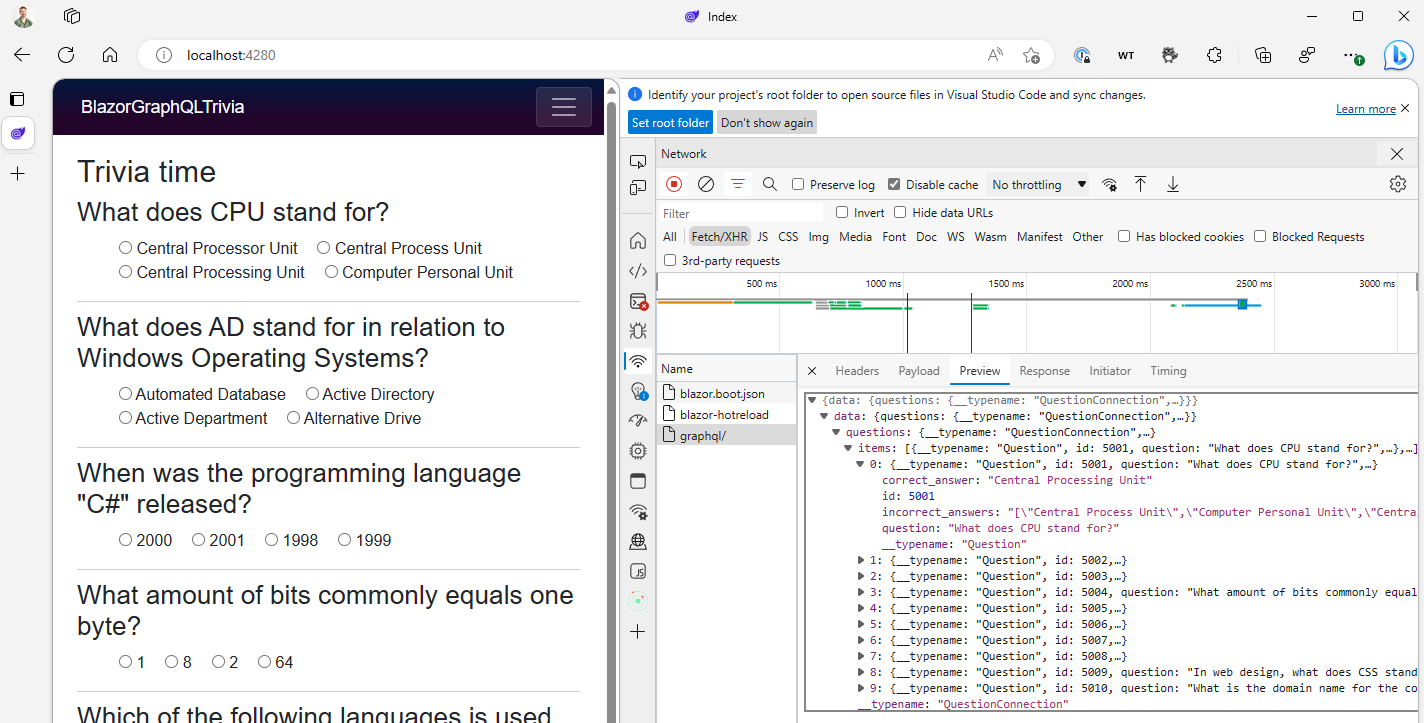 Index
localhost:4280
WT
BlazorGraphQLTrivia
Trivia time
What does CPU stand for?
Central Processor Unit Central Process Unit
Central Processing Unit Computer Personal Unit
What does AD stand for in relation to
Windows Operating Systems?
Automated Database Active Directory
Active Department Alternative Drive
When was the programming language
"C#" released?
2000 2001 1998 1999
What amount of bits commonly equals one
byte?
1 8 2 64
Which of the following languages is used
Identify your project's root folder to open source files in Visual Studio Code and sync changes.
Learn more
Set root folder Don't show again
Network
Preserve log Disable cache No throttling
Filter Invert Hide data URLs
All Fetch/XHR JS CSS Img Media Font Doc WS Wasm Manifest Other Has blocked cookies Blocked Requests
3rd-party requests
500 ms 1000 ms 1500 ms 2000 ms 2500 ms 3000 ms
Name
blazor.boot.json
blazor-hotreload
graphql/
Headers Payload Preview Response Initiator Timing
{data: {questions: {__typename: "QuestionConnection",…}}}
data: {questions: {__typename: "QuestionConnection",…}}
questions: {__typename: "QuestionConnection",…}
items: [{__typename: "Question", id: 5001, question: "What does CPU stand for?",…},…]
0: {__typename: "Question", id: 5001, question: "What does CPU stand for?",…}
correct_answer: "Central Processing Unit"
id: 5001
incorrect_answers: "[\"Central Process Unit\",\"Computer Personal Unit\",\"Centra
question: "What does CPU stand for?"
__typename: "Question"
1: {__typename: "Question", id: 5002,…}
2: {__typename: "Question", id: 5003,…}
3: {__typename: "Question", id: 5004, question: "What amount of bits commonly equal
4: {__typename: "Question", id: 5005,…}
5: {__typename: "Question", id: 5006,…}
6: {__typename: "Question", id: 5007,…}
7: {__typename: "Question", id: 5008,…}
8: {__typename: "Question", id: 5009, question: "In web design, what does CSS stand
9: {__typename: "Question", id: 5010, question: "What is the domain name for the co
__typename: "QuestionConnection"